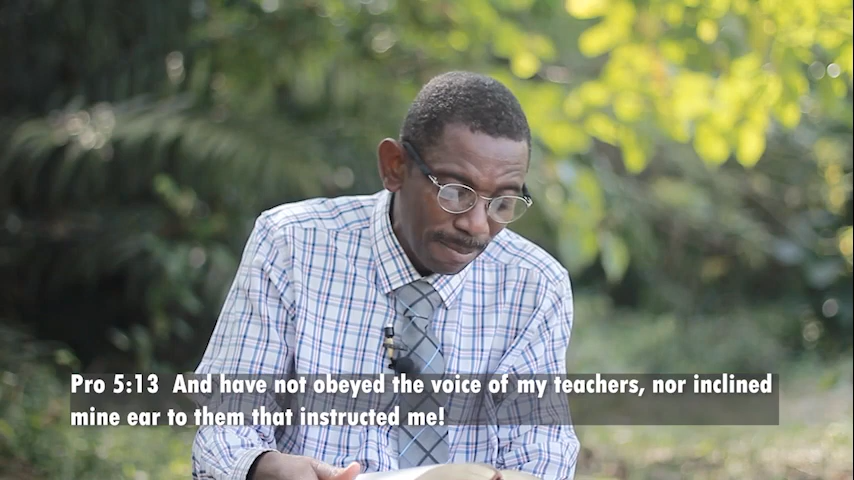 Pro 5:13  And have not obeyed the voice of my teachers, nor inclined
mine ear to them that instructed me!